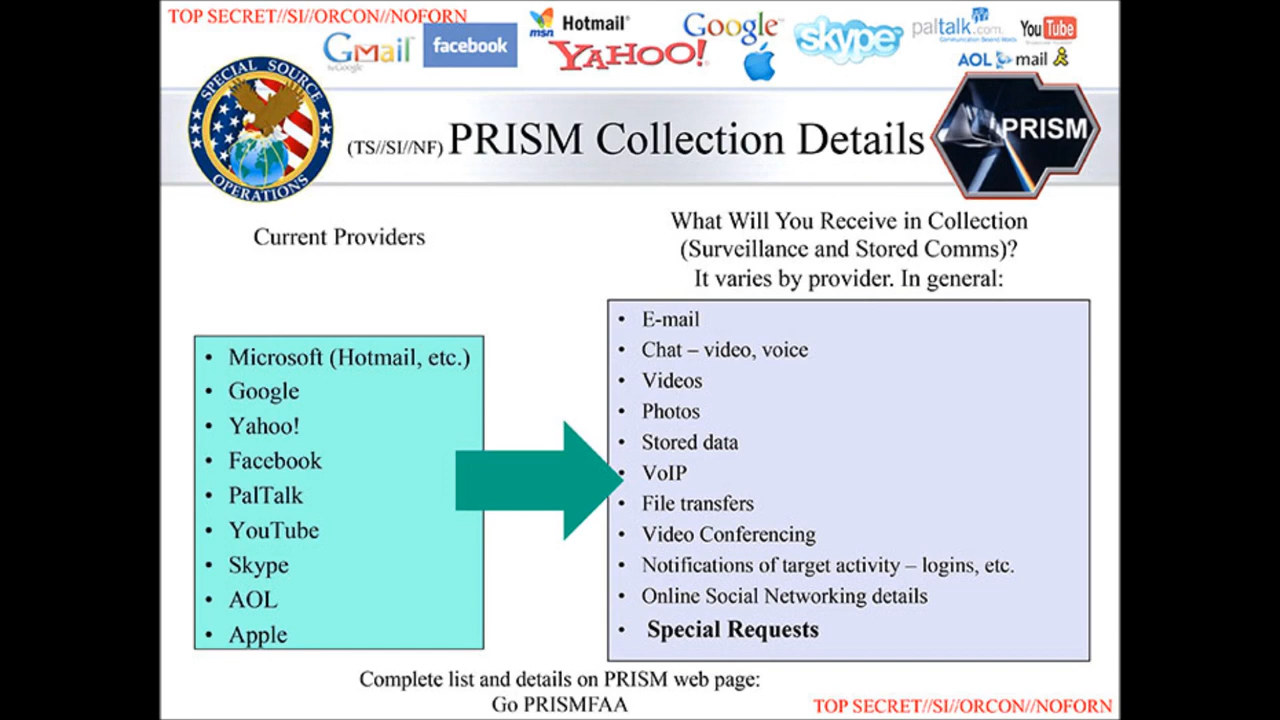 TOP SECRET//SI//ORCON//NOFORN
Gmail
by Google
facebook
msn
Hotmail
YAHOO!
Google
skype
paltalk.com
YouTube
AOL mail
SPECIAL SOURCE OPERATIONS
(TS//SI//NF) PRISM Collection Details
PRISM
Current Providers
Microsoft (Hotmail, etc.)
Google
Yahoo!
Facebook
PalTalk
YouTube
Skype
AOL
Apple
What Will You Receive in Collection
(Surveillance and Stored Comms)?
It varies by provider. In general:
E-mail
Chat – video, voice
Videos
Photos
Stored data
VoIP
File transfers
Video Conferencing
Notifications of target activity – logins, etc.
Online Social Networking details
Special Requests
Complete list and details on PRISM web page:
Go PRISMFAA
TOP SECRET//SI//ORCON//NOFORN